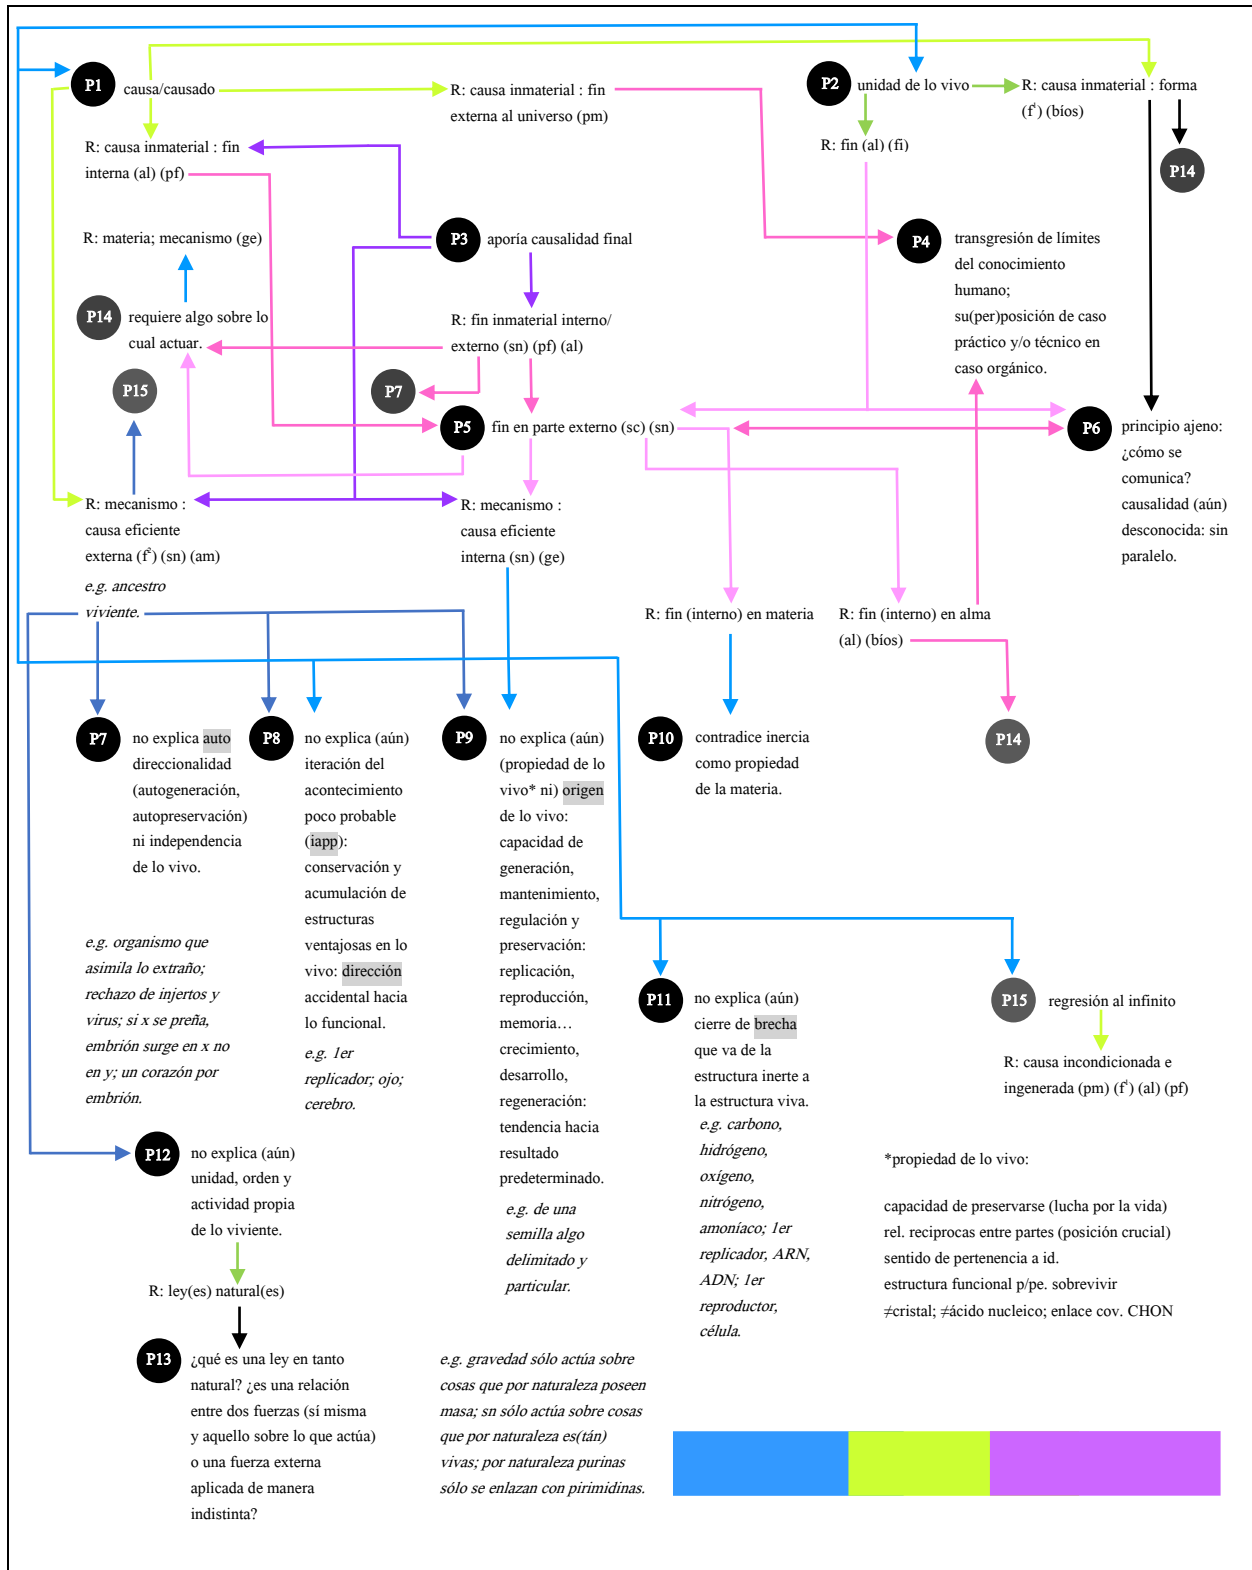 P1
causa/causado
R: causa inmaterial : fin
externa al universo (pm)
P2
unidad de lo vivo
R: causa inmaterial : forma
(f¹) (bíos)
R: causa inmaterial : fin
interna (al) (pf)
R: fin (al) (fi)
P14
R: materia; mecanismo (ge)
P3
aporía causalidad final
P4
transgresión de límites
del conocimiento
humano;
su(per)posición de caso
práctico y/o técnico en
caso orgánico.
P14
requiere algo sobre lo
cual actuar.
R: fin inmaterial interno/
externo (sn) (pf) (al)
P15
P7
P5
fin en parte externo (sc) (sn)
P6
principio ajeno:
¿cómo se
comunica?
causalidad (aún)
desconocida: sin
paralelo.
R: mecanismo :
causa eficiente
externa (f²) (sn) (am)
e.g. ancestro
viviente.
R: mecanismo :
causa eficiente
interna (sn) (ge)
R: fin (interno) en materia
R: fin (interno) en alma
(al) (bíos)
P7
no explica auto
direccionalidad
(autogeneración,
autopreservación)
ni independencia
de lo vivo.
e.g. organismo que
asimila lo extraño;
rechazo de injertos y
virus; si x se preña,
embrión surge en x no
en y; un corazón por
embrión.
P8
no explica (aún)
iteración del
acontecimiento
poco probable
(iapp):
conservación y
acumulación de
estructuras
ventajosas en lo
vivo: dirección
accidental hacia
lo funcional.
e.g. 1er
replicador; ojo;
cerebro.
P9
no explica (aún)
(propiedad de lo
vivo* ni) origen
de lo vivo:
capacidad de
generación,
mantenimiento,
regulación y
preservación:
replicación,
reproducción,
memoria…
crecimiento,
desarrollo,
regeneración:
tendencia hacia
resultado
predeterminado.
e.g. de una
semilla algo
delimitado y
particular.
P10
contradice inercia
como propiedad
de la materia.
P14
P11
no explica (aún)
cierre de brecha
que va de la
estructura inerte a
la estructura viva.
e.g. carbono,
hidrógeno,
oxígeno,
nitrógeno,
amoníaco; 1er
replicador, ARN,
ADN; 1er
reproductor,
célula.
P15
regresión al infinito
R: causa incondicionada e
ingenerada (pm) (f¹) (al) (pf)
P12
no explica (aún)
unidad, orden y
actividad propia
de lo viviente.
R: ley(es) natural(es)
*propiedad de lo vivo:
capacidad de preservarse (lucha por la vida)
rel. reciprocas entre partes (posición crucial)
sentido de pertenencia a id.
estructura funcional p/pe. sobrevivir
≠cristal; ≠ácido nucleico; enlace cov. CHON
P13
¿qué es una ley en tanto
natural? ¿es una relación
entre dos fuerzas (sí misma
y aquello sobre lo que actúa)
o una fuerza externa
aplicada de manera
indistinta?
e.g. gravedad sólo actúa sobre
cosas que por naturaleza poseen
masa; sn sólo actúa sobre cosas
que por naturaleza es(tán)
vivas; por naturaleza purinas
sólo se enlazan con pirimidinas.